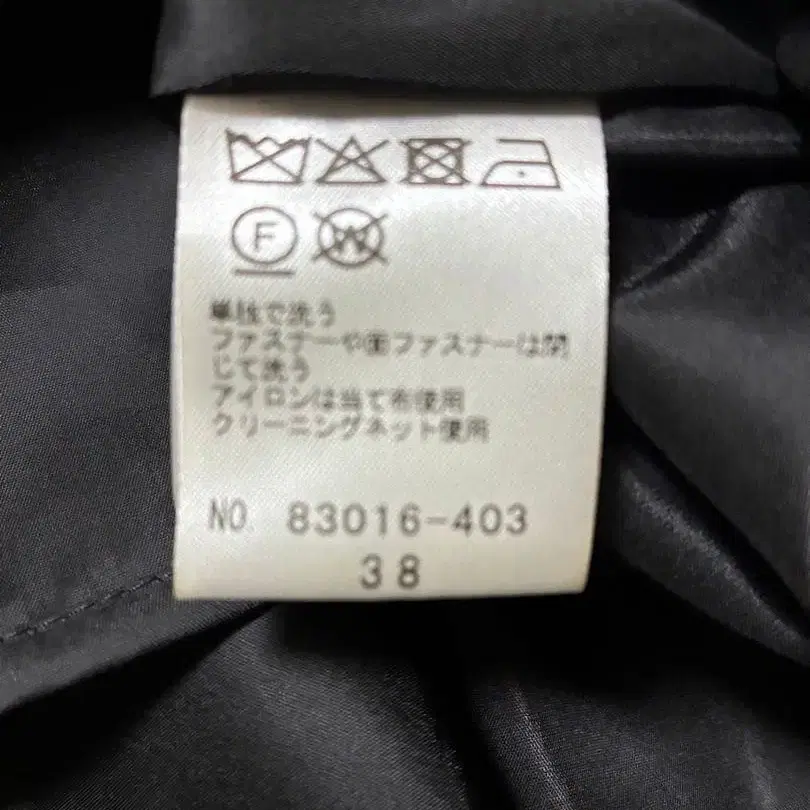 F
W
単独で洗う
ファスナーや面ファスナーは閉
じて洗う
アイロンは当て布使用
クリーニングネット使用
NO. 83016-403
38